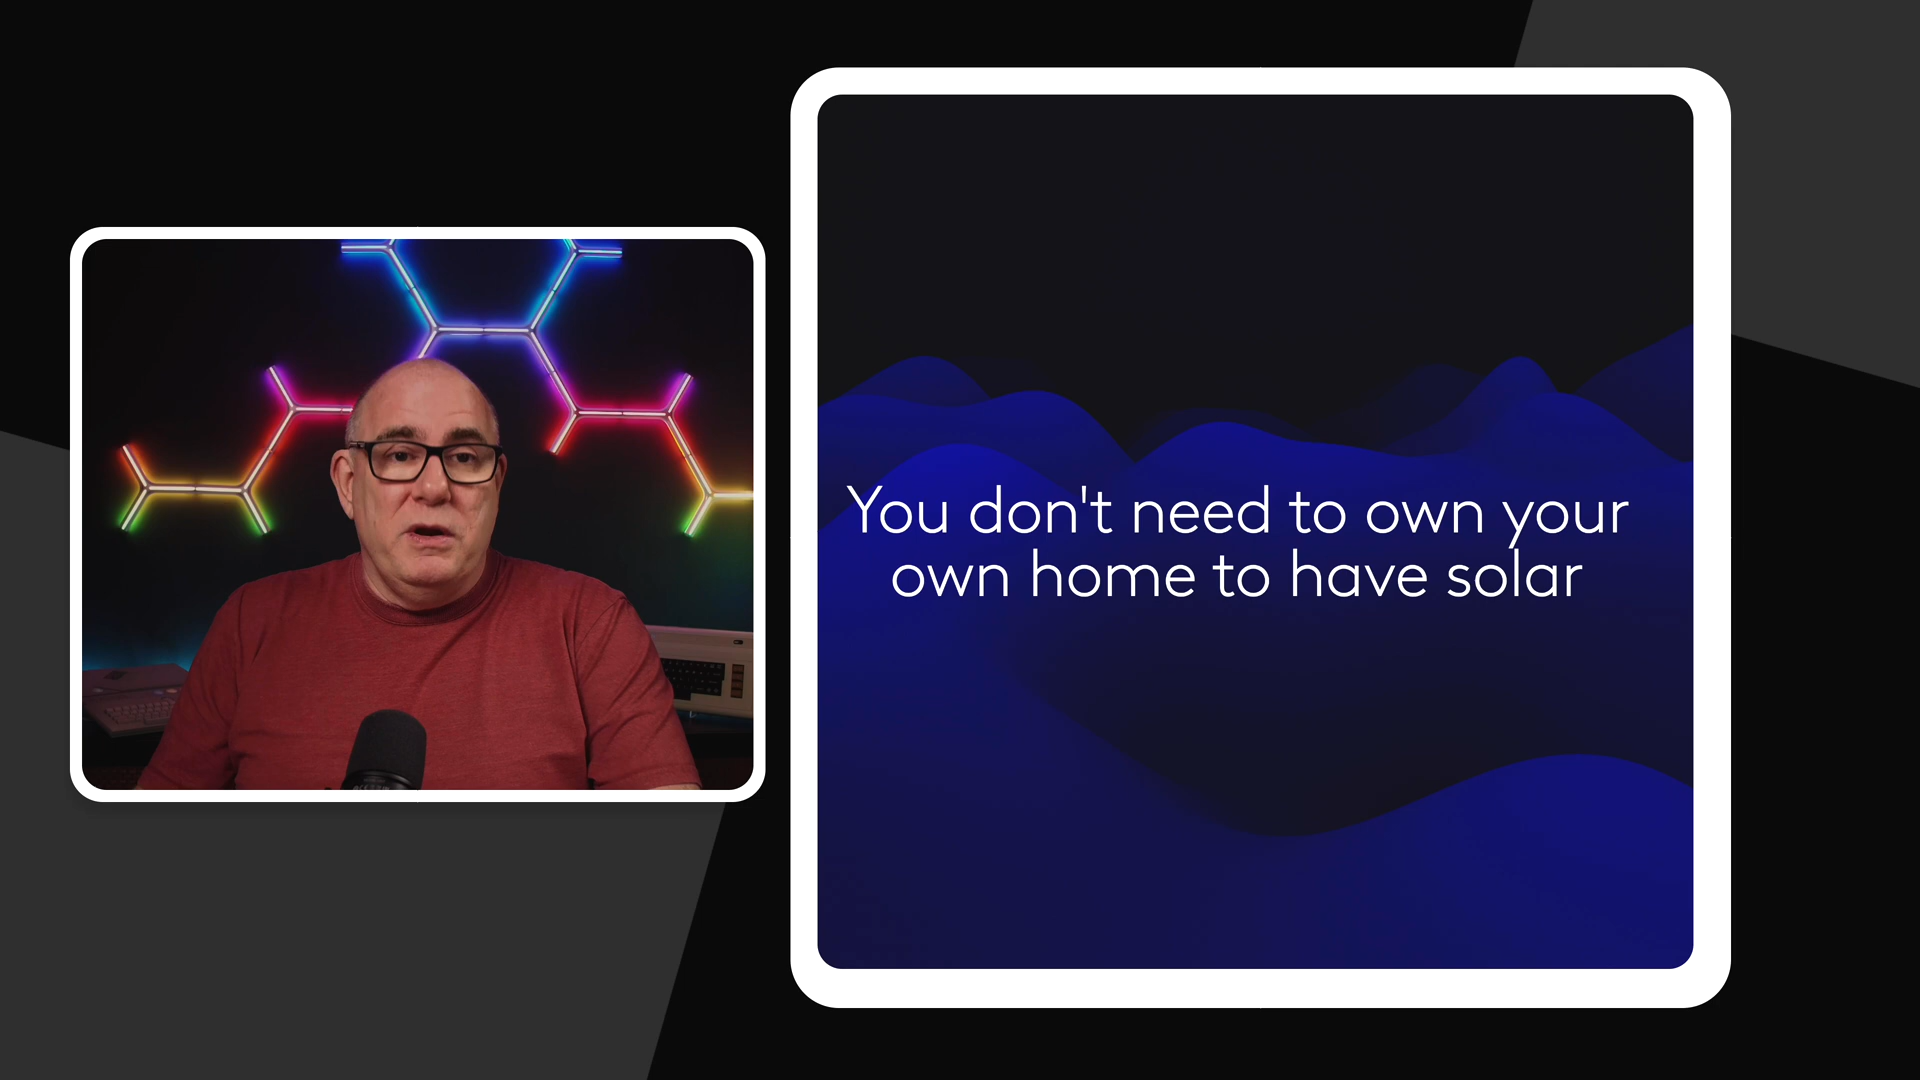 You don't need to own your
own home to have solar